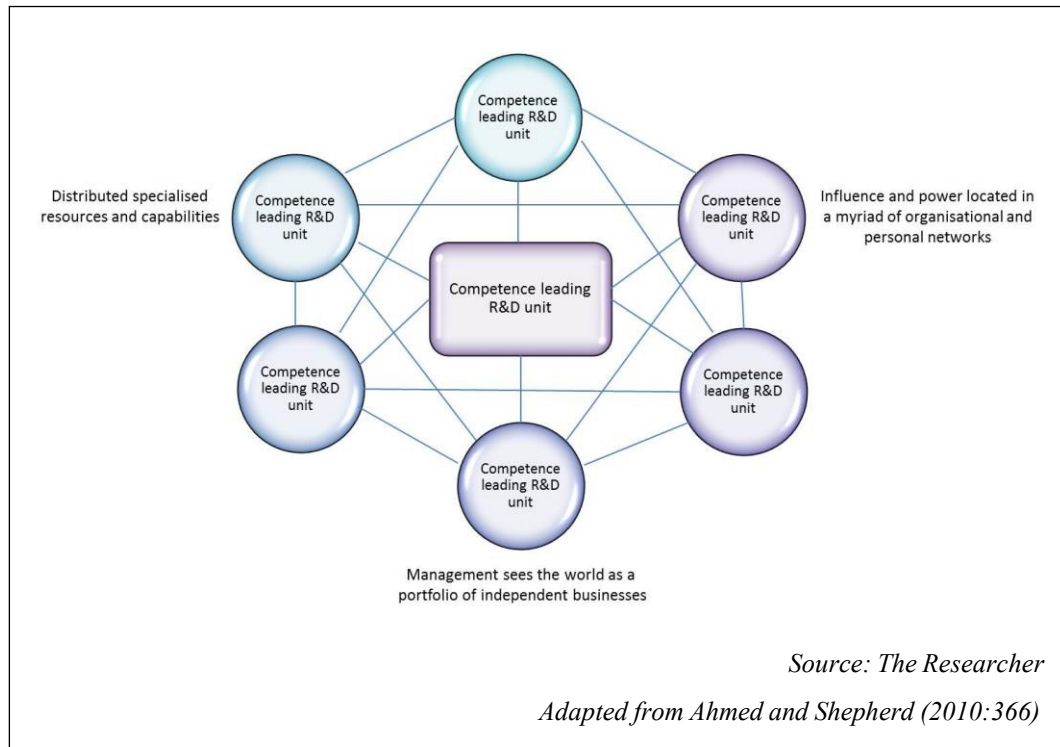 Competence
leading R&D
unit
Distributed specialised
resources and capabilities
Competence
leading R&D
unit
Competence
leading R&D
unit
Influence and power located in
a myriad of organisational and
personal networks
Competence leading
R&D unit
Competence
leading R&D
unit
Competence
leading R&D
unit
Competence
leading R&D
unit
Management sees the world as a
portfolio of independent businesses
Source: The Researcher
Adapted from Ahmed and Shepherd (2010:366)